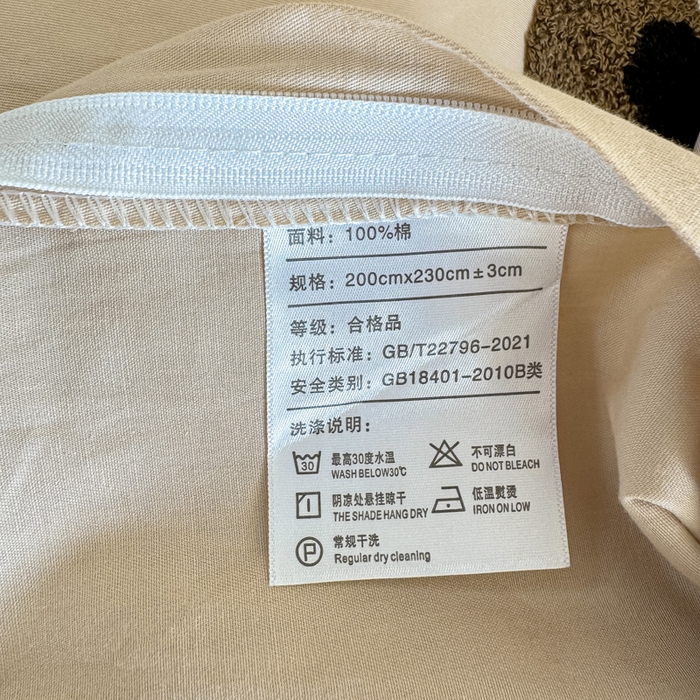 面料：100%棉
规格：200cmx230cm±3cm
等级：合格品
执行标准：GB/T22796-2021
安全类别：GB18401-2010B类
洗涤说明：
30 最高30度水温 不可漂白
WASH BELOW30℃ DO NOT BLEACH
阴凉处悬挂晾干 低温熨烫
THE SHADE HANG DRY IRON ON LOW
P 常规干洗
Regular dry cleaning